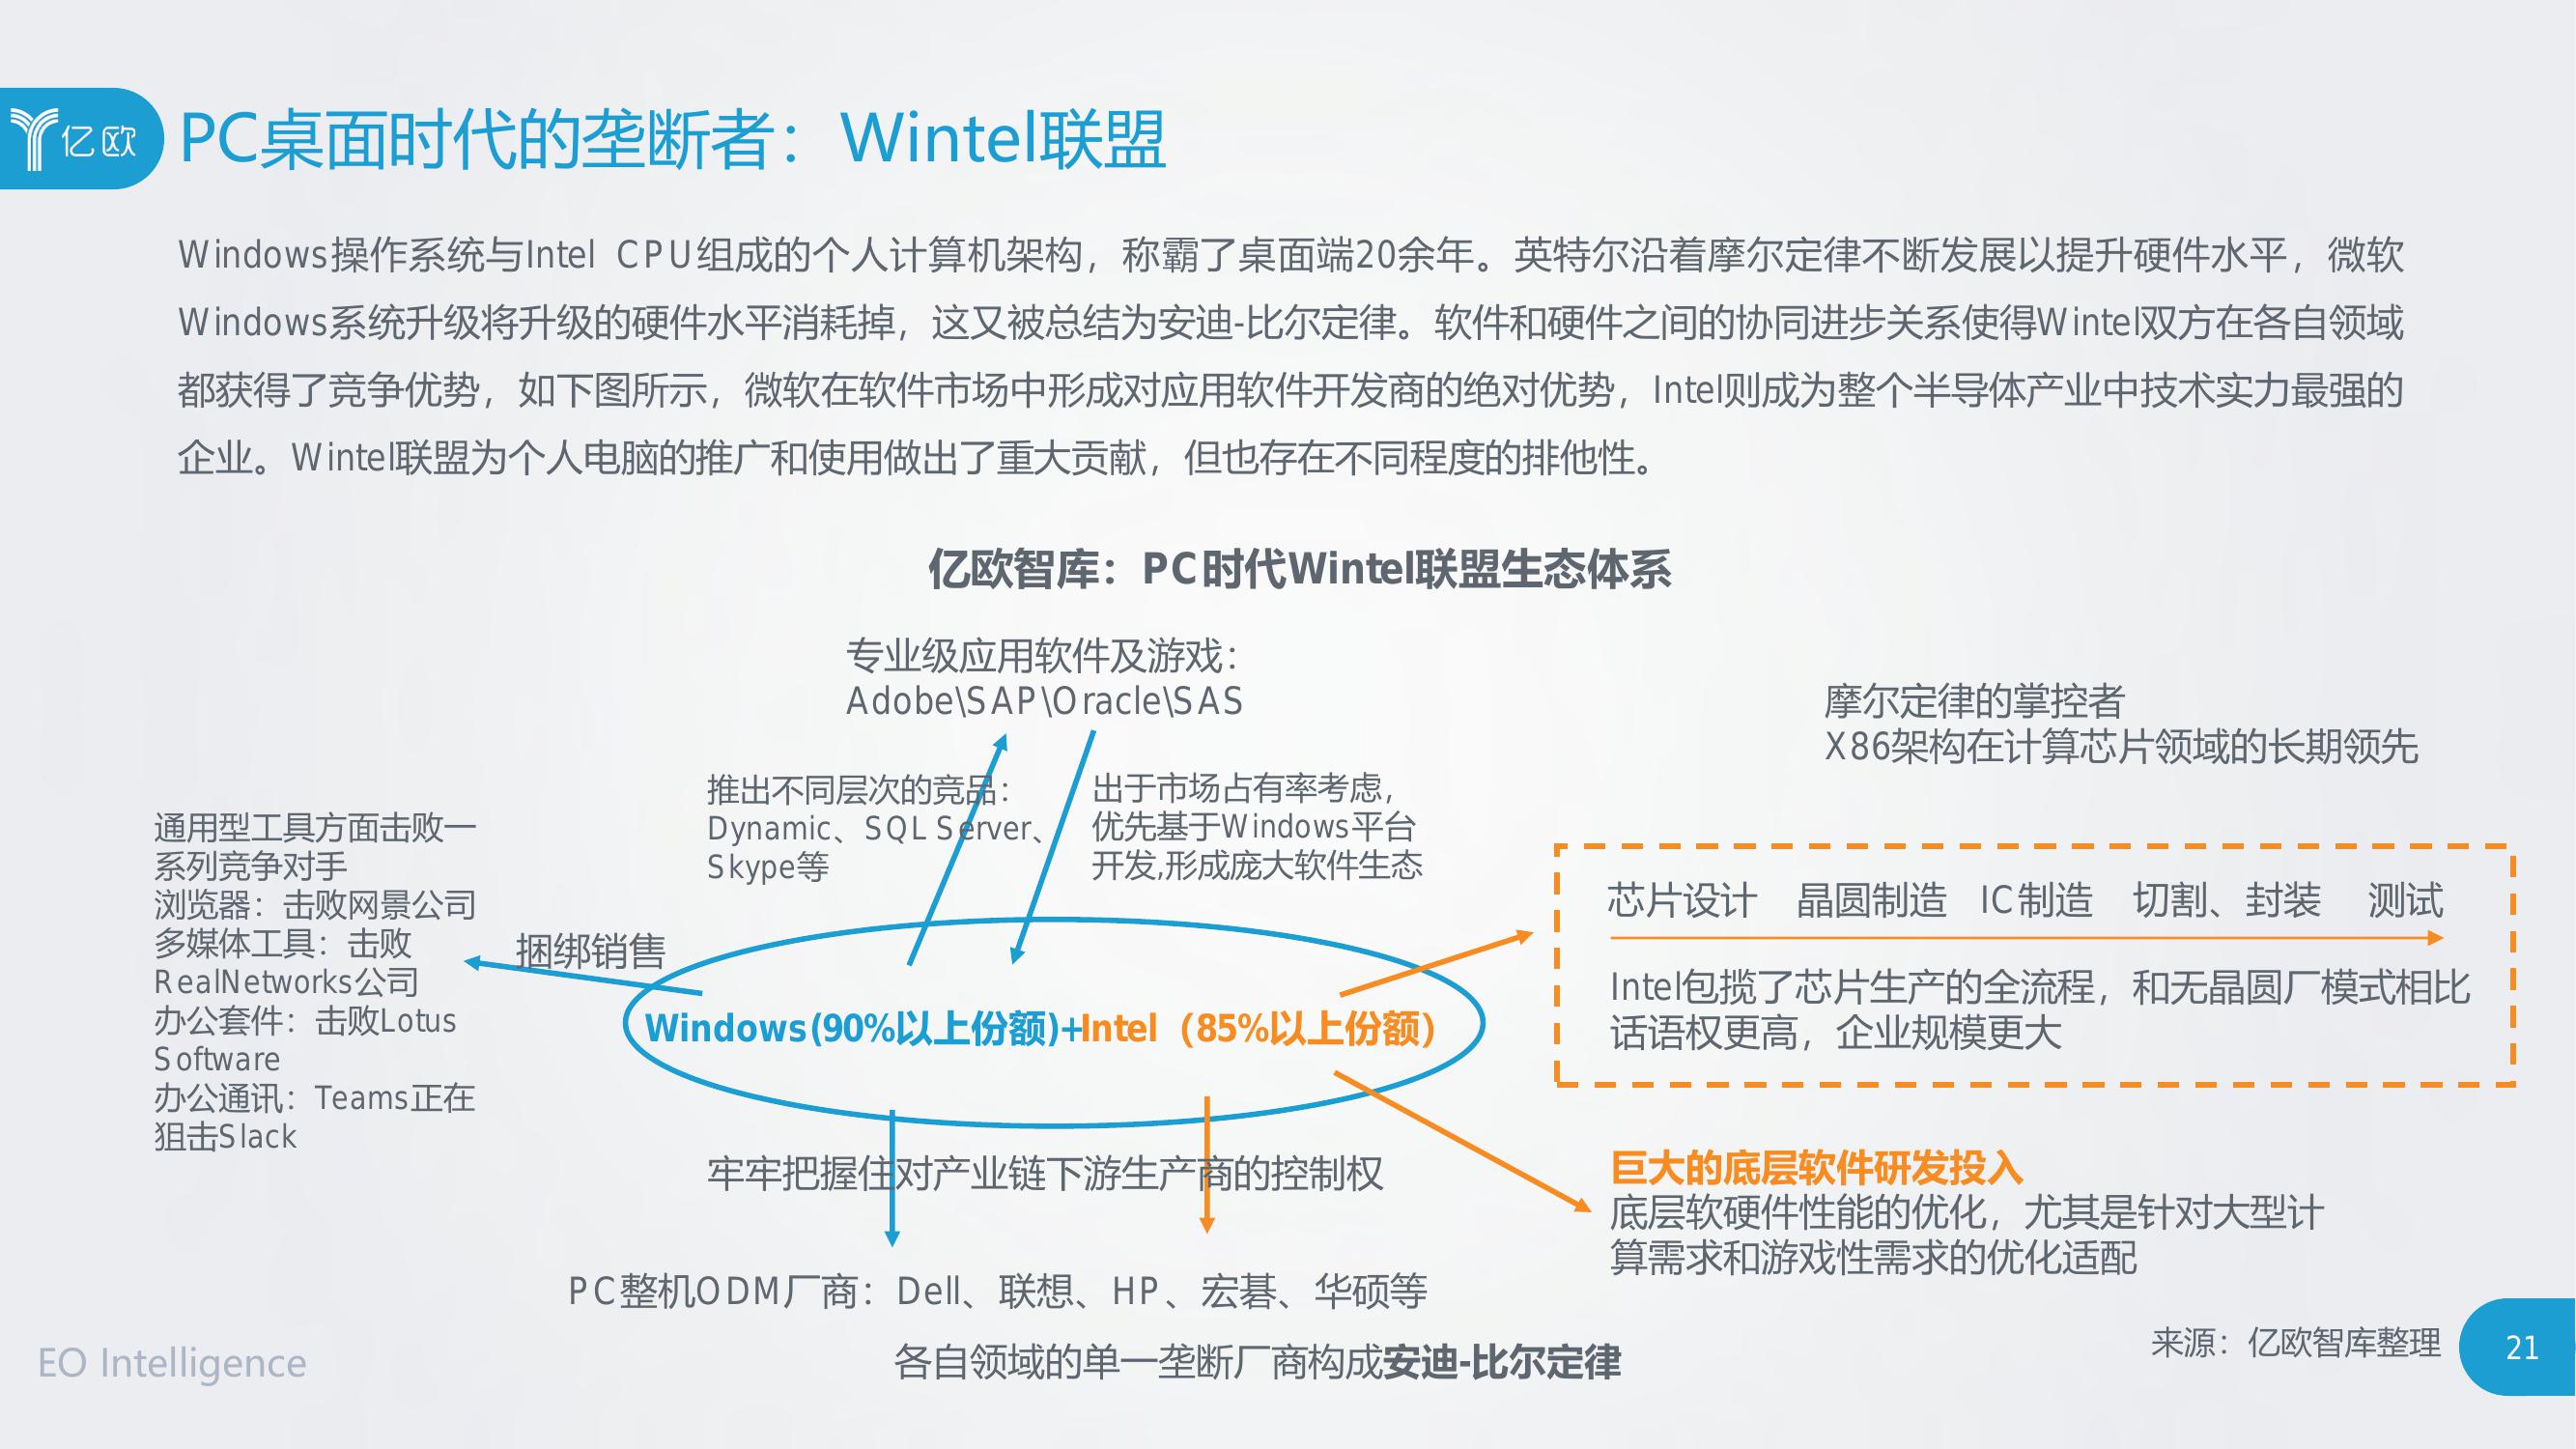 亿欧
PC桌面时代的垄断者：Wintel联盟
Windows操作系统与Intel CPU组成的个人计算机架构，称霸了桌面端20余年。英特尔沿着摩尔定律不断发展以提升硬件水平，微软
Windows系统升级将升级的硬件水平消耗掉，这又被总结为安迪-比尔定律。软件和硬件之间的协同进步关系使得Wintel双方在各自领域
都获得了竞争优势，如下图所示，微软在软件市场中形成对应用软件开发商的绝对优势，Intel则成为整个半导体产业中技术实力最强的
企业。Wintel联盟为个人电脑的推广和使用做出了重大贡献，但也存在不同程度的排他性。
亿欧智库：PC时代Wintel联盟生态体系
专业级应用软件及游戏：
Adobe\SAP\Oracle\SAS
摩尔定律的掌控者
X86架构在计算芯片领域的长期领先
推出不同层次的竞品：
Dynamic、SQL Server、
Skype等
出于市场占有率考虑，
优先基于Windows平台
开发,形成庞大软件生态
通用型工具方面击败一
系列竞争对手
浏览器：击败网景公司
多媒体工具：击败
RealNetworks公司
办公套件：击败Lotus
Software
办公通讯：Teams正在
狙击Slack
捆绑销售
芯片设计 晶圆制造 IC制造 切割、封装 测试
Intel包揽了芯片生产的全流程，和无晶圆厂模式相比
话语权更高，企业规模更大
Windows(90%以上份额)+Intel（85%以上份额）
牢牢把握住对产业链下游生产商的控制权
巨大的底层软件研发投入
底层软硬件性能的优化，尤其是针对大型计
算需求和游戏性需求的优化适配
PC整机ODM厂商：Dell、联想、HP、宏碁、华硕等
各自领域的单一垄断厂商构成安迪-比尔定律
来源：亿欧智库整理
21
EO Intelligence